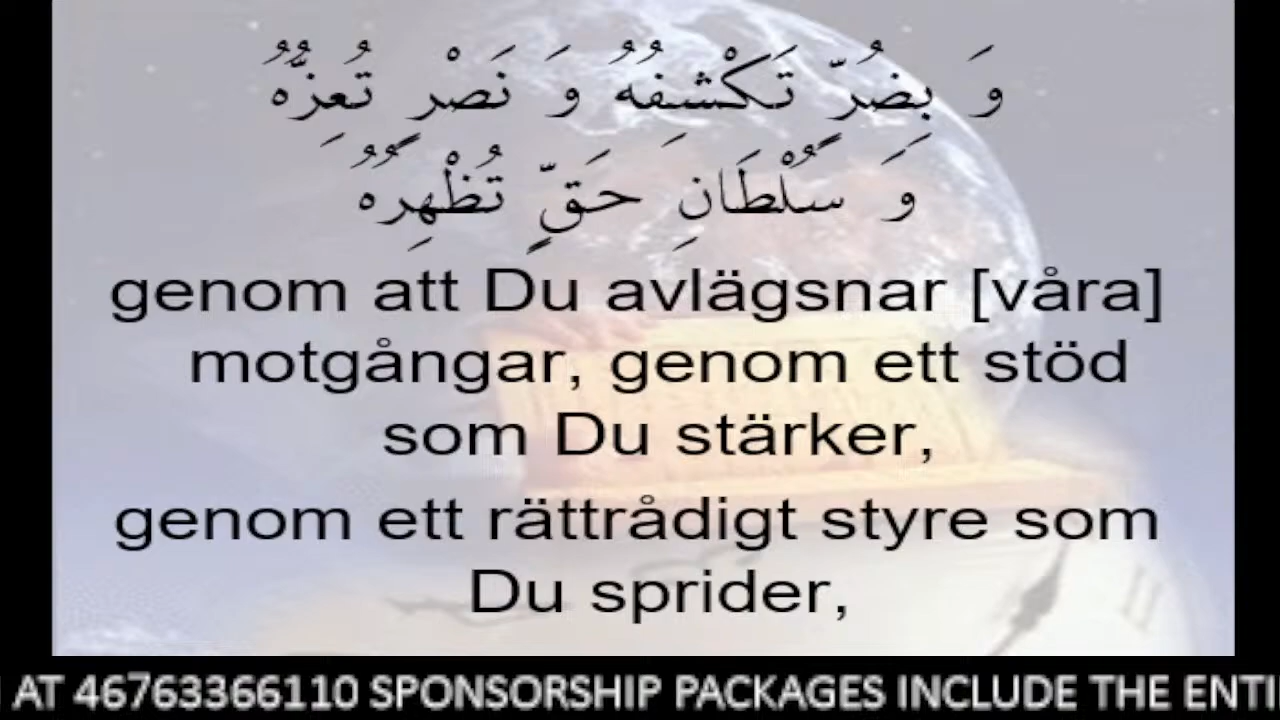 وَ بِضُرٍّ تَكْشِفُهُ وَ نَصْرٍ تُعِزُّهُ
وَ سُلْطَانِ حَقٍّ تُظْهِرُهُ
genom att Du avlägsnar [våra]
motgångar, genom ett stöd
som Du stärker,
genom ett rättrådigt styre som
Du sprider,
AT 46763366110 SPONSORSHIP PACKAGES INCLUDE THE ENTI